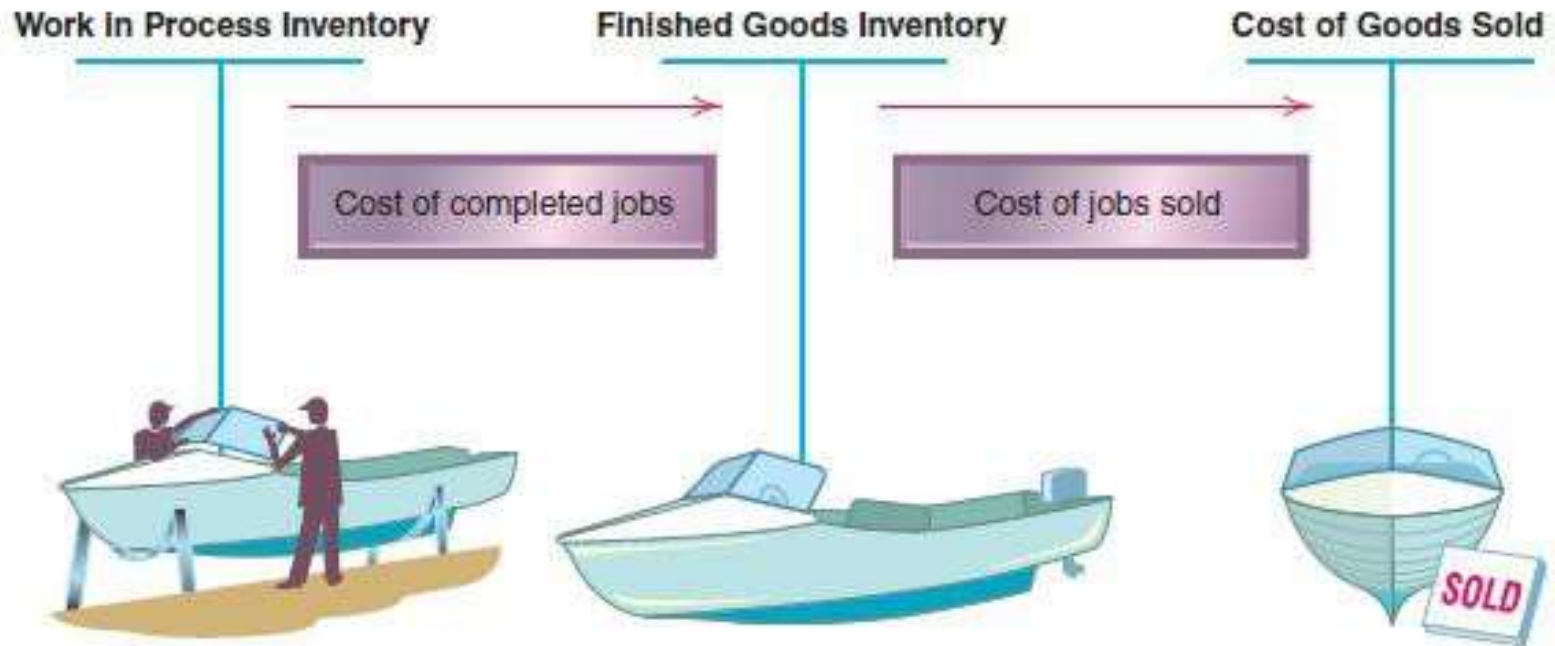 Work in Process Inventory
Finished Goods Inventory
Cost of Goods Sold
Cost of completed jobs
Cost of jobs sold
SOLD